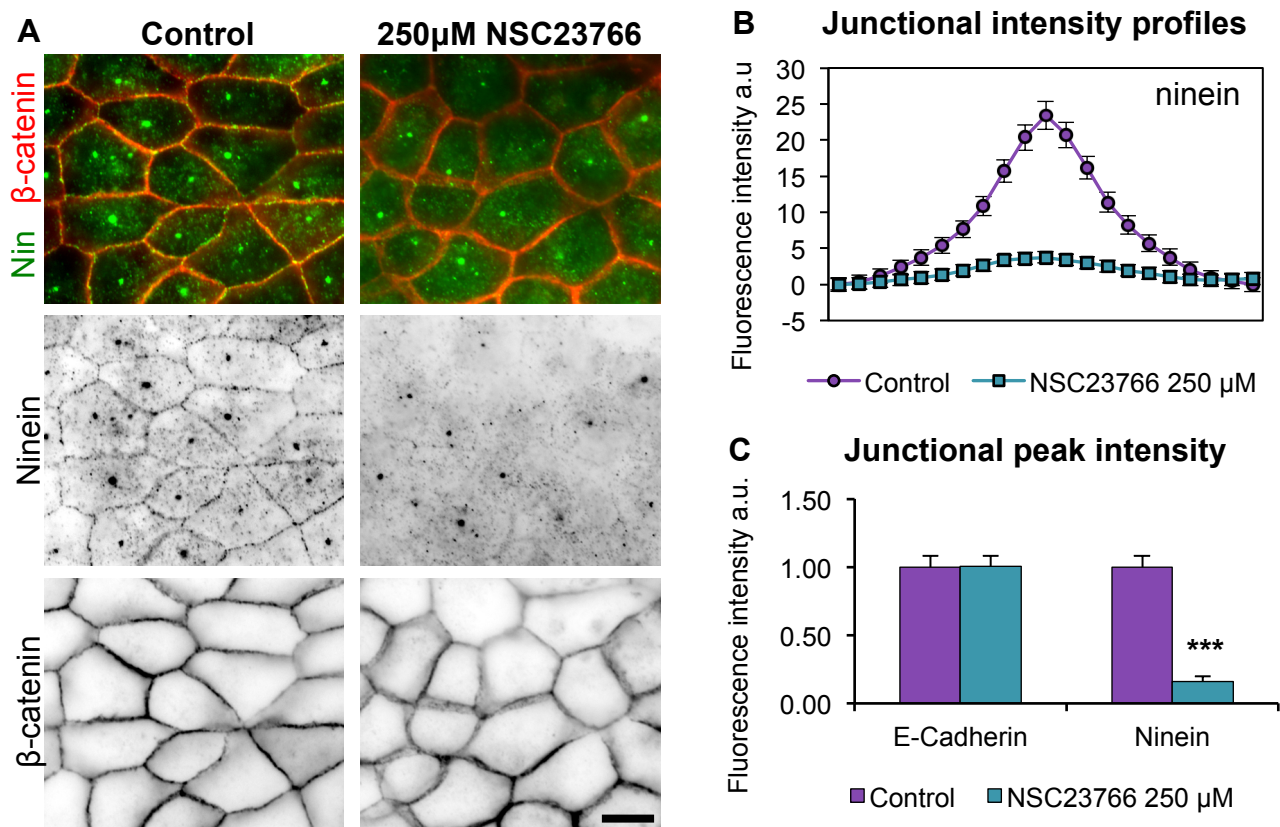 A
Control
250µM NSC23766
Nin β-catenin
Ninein
β-catenin
B Junctional intensity profiles
Fluorescence intensity a.u
30
25
20
15
10
5
0
-5
ninein
Control
NSC23766 250 µM
C Junctional peak intensity
Fluorescence intensity a.u.
1.50
1.00
0.50
0.00
***
E-Cadherin
Ninein
Control
NSC23766 250 µM